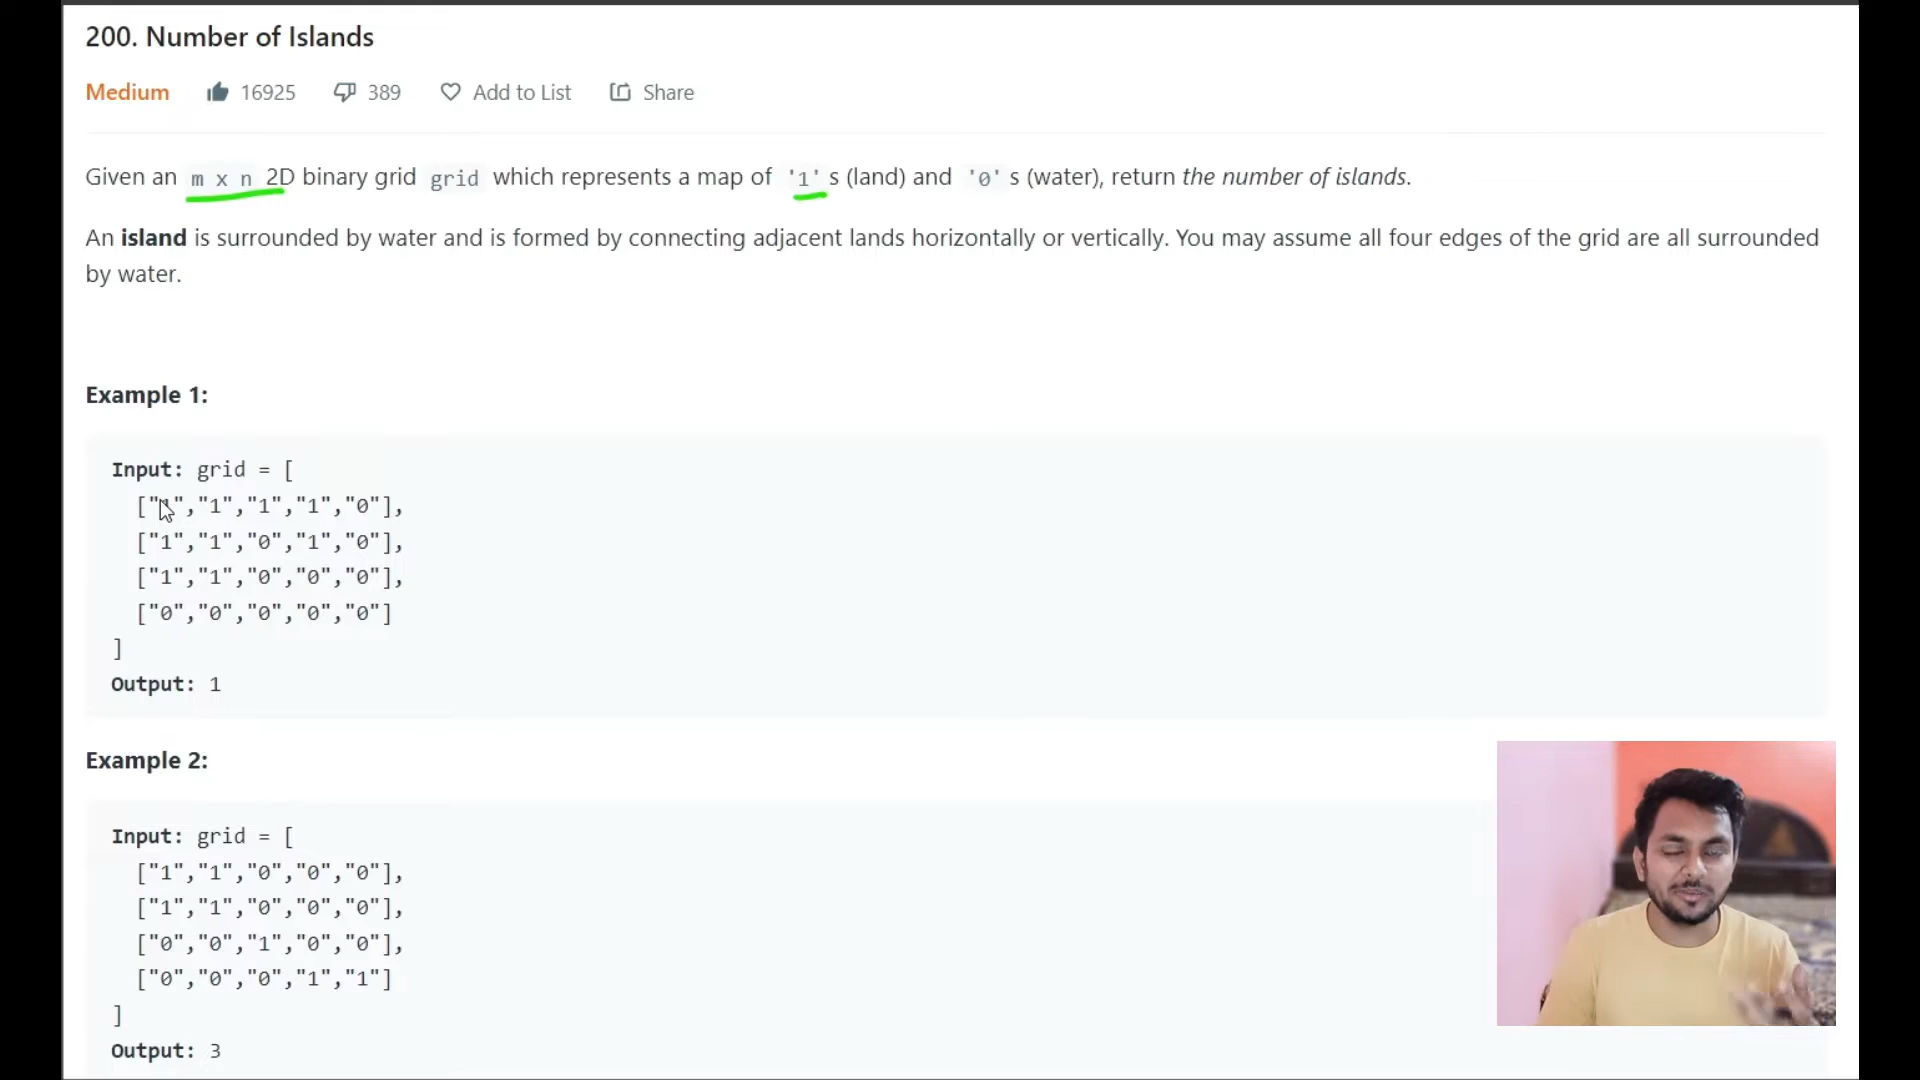 200. Number of Islands
Medium 16925 389 Add to List Share
Given an m x n 2D binary grid grid which represents a map of '1' s (land) and '0' s (water), return the number of islands.
An island is surrounded by water and is formed by connecting adjacent lands horizontally or vertically. You may assume all four edges of the grid are all surrounded
by water.
Example 1:
Input: grid = [
["1","1","1","1","0"],
["1","1","0","1","0"],
["1","1","0","0","0"],
["0","0","0","0","0"]
]
Output: 1
Example 2:
Input: grid = [
["1","1","0","0","0"],
["1","1","0","0","0"],
["0","0","1","0","0"],
["0","0","0","1","1"]
]
Output: 3